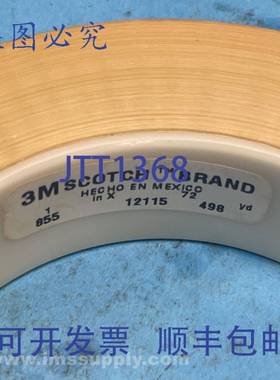 盗图必究
JTT1368
3M SCOTCH™ BRAND
HECHO EN MEXICO
1 in X 72 yd
855 12115 498
可开发票 顺丰包邮
www.imssupply.com